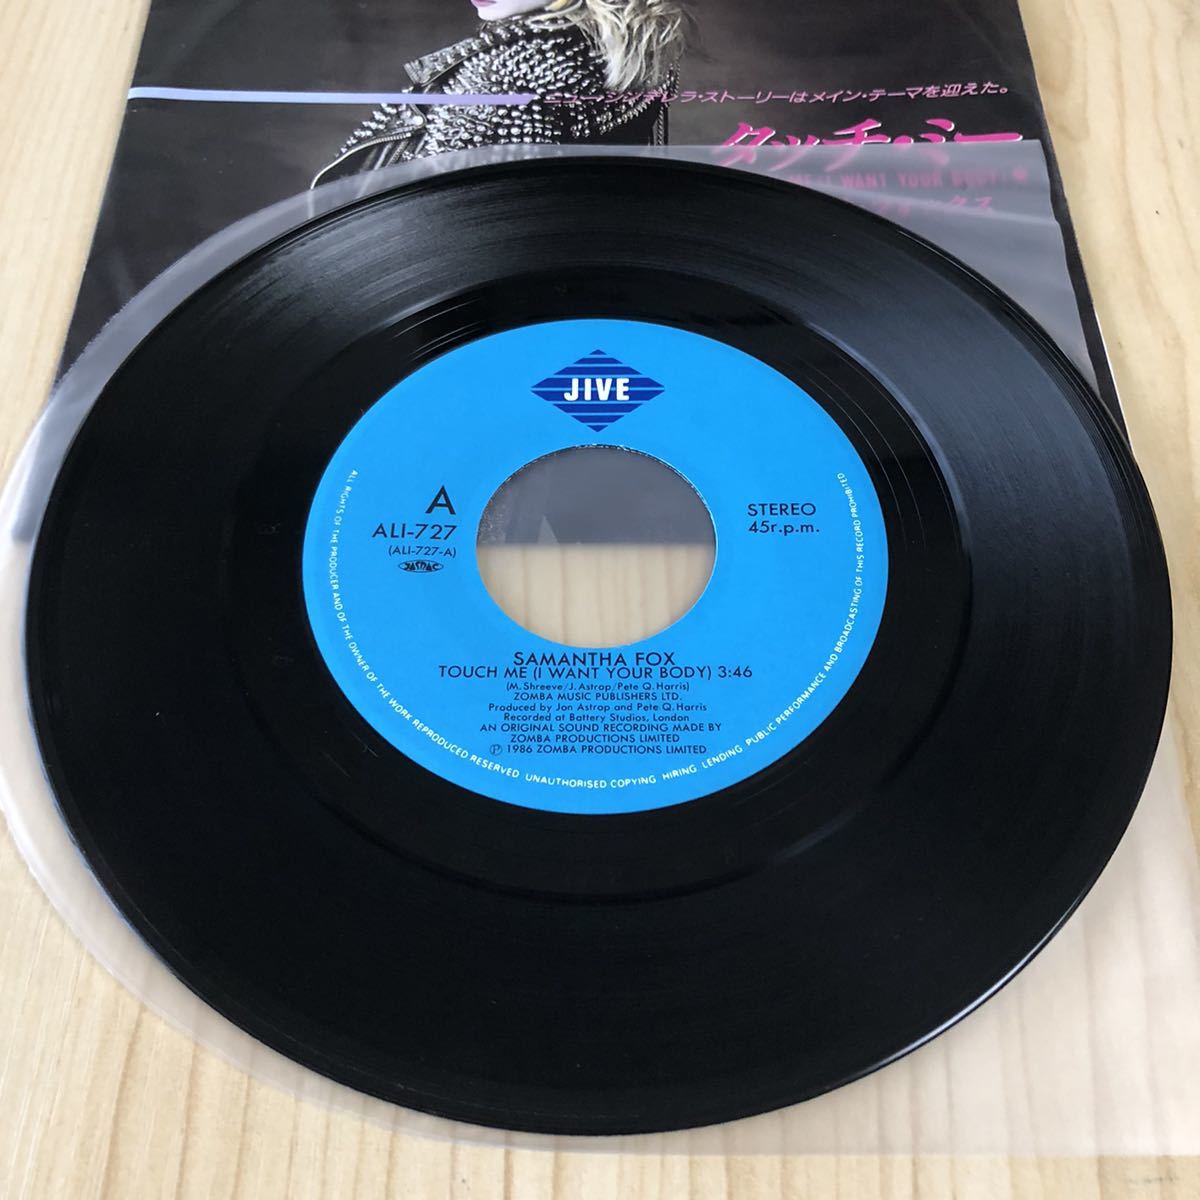 ニュー・シンデレラ・ストーリーはメイン・テーマを迎えた。
タッチ・ミー
ME (I WANT YOUR BODY)
JIVE
A
ALI-727
(ALI-727-A)
STEREO
45r.p.m.
SAMANTHA FOX
TOUCH ME (I WANT YOUR BODY) 3:46
(M. Shreeve/J. Astrop/Pete Q. Harris)
ZOMBA MUSIC PUBLISHERS LTD.
Produced by Jon Astrop and Pete Q. Harris
Recorded at Battery Studios, London
AN ORIGINAL SOUND RECORDING MADE BY
ZOMBA PRODUCTIONS LIMITED
Ⓟ 1986 ZOMBA PRODUCTIONS LIMITED
ALL RIGHTS OF THE PRODUCER AND OF THE OWNER OF THE WORK REPRODUCED RESERVED UNAUTHORISED COPYING HIRING LENDING PUBLIC PERFORMANCE AND BROADCASTING OF THIS RECORD PROHIBITED